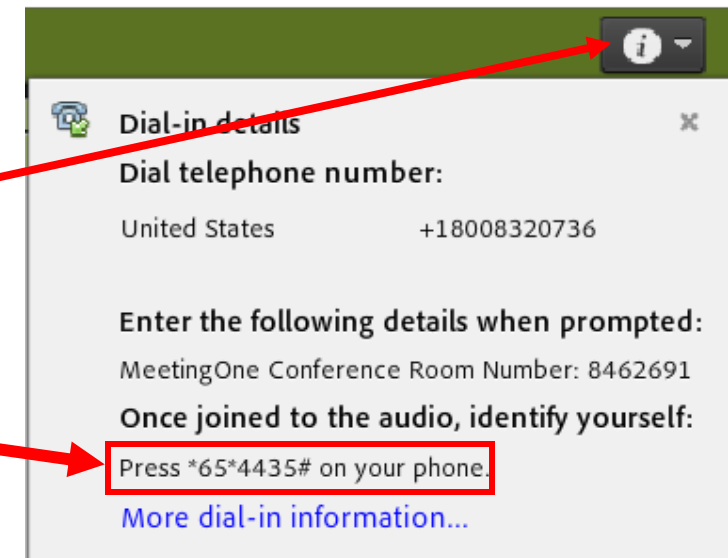 i
Dial-in details
Dial telephone number:
United States +18008320736
Enter the following details when prompted:
MeetingOne Conference Room Number: 8462691
Once joined to the audio, identify yourself:
Press *65*4435# on your phone.
More dial-in information...